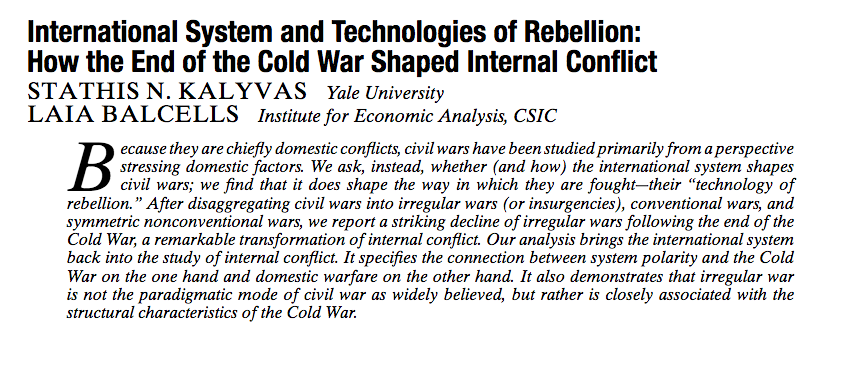 International System and Technologies of Rebellion:
How the End of the Cold War Shaped Internal Conflict
STATHIS N. KALYVAS Yale University
LAIA BALCELLS Institute for Economic Analysis, CSIC
Because they are chiefly domestic conflicts, civil wars have been studied primarily from a perspective
stressing domestic factors. We ask, instead, whether (and how) the international system shapes
civil wars; we find that it does shape the way in which they are fought—their “technology of
rebellion.” After disaggregating civil wars into irregular wars (or insurgencies), conventional wars, and
symmetric nonconventional wars, we report a striking decline of irregular wars following the end of the
Cold War, a remarkable transformation of internal conflict. Our analysis brings the international system
back into the study of internal conflict. It specifies the connection between system polarity and the Cold
War on the one hand and domestic warfare on the other hand. It also demonstrates that irregular war
is not the paradigmatic mode of civil war as widely believed, but rather is closely associated with the
structural characteristics of the Cold War.